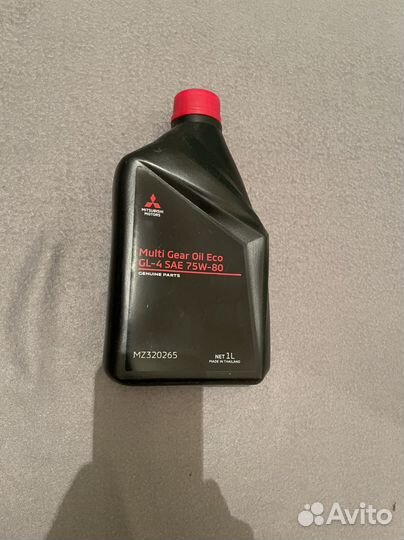 MITSUBISHI
MOTORS
Multi Gear Oil Eco
GL-4 SAE 75W-80
GENUINE PARTS
MZ320265
NET 1L
MADE IN THAILAND
Avito